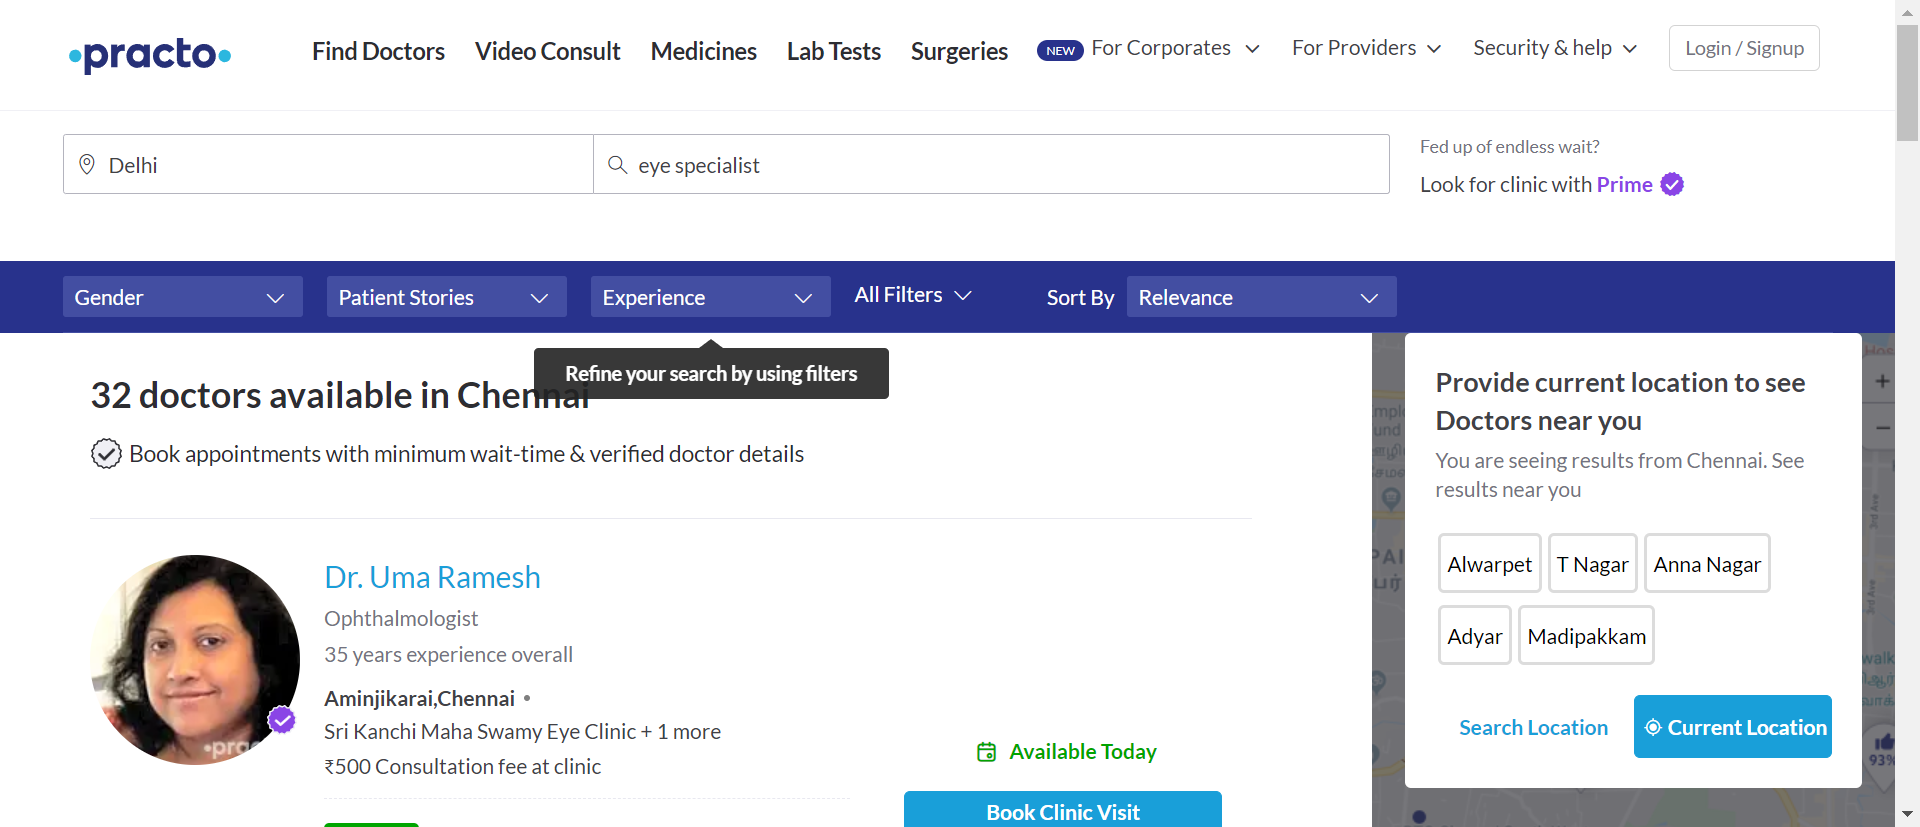 practo
Find Doctors
Video Consult
Medicines
Lab Tests
Surgeries
NEW
For Corporates
For Providers
Security & help
Login / Signup
Delhi
eye specialist
Fed up of endless wait?
Look for clinic with Prime
Gender
Patient Stories
Experience
All Filters
Sort By
Relevance
Refine your search by using filters
32 doctors available in Chennai
Book appointments with minimum wait-time & verified doctor details
Dr. Uma Ramesh
Ophthalmologist
35 years experience overall
Aminjikarai,Chennai •
Sri Kanchi Maha Swamy Eye Clinic + 1 more
₹500 Consultation fee at clinic
Available Today
Book Clinic Visit
Provide current location to see
Doctors near you
You are seeing results from Chennai. See
results near you
Alwarpet
T Nagar
Anna Nagar
Adyar
Madipakkam
Search Location
Current Location
3rd Ave
3rd Ave
93%